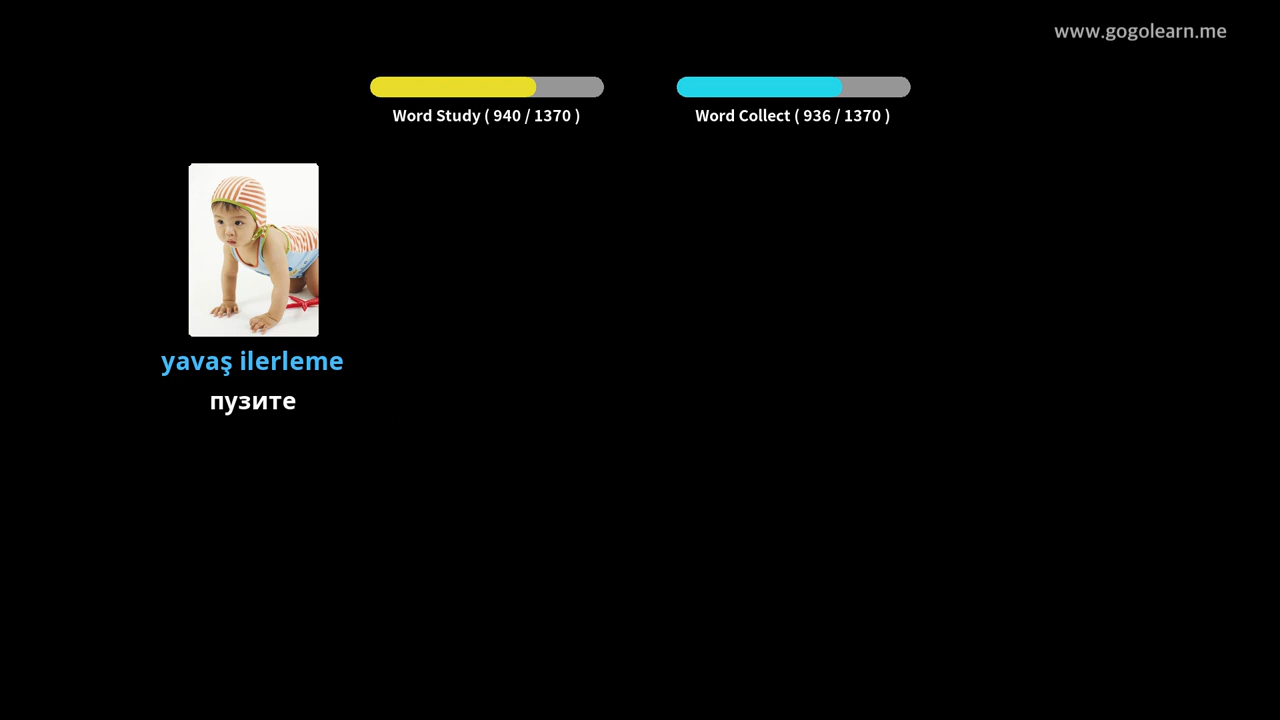 www.gogolearn.me
Word Study ( 940 / 1370 )
Word Collect ( 936 / 1370 )
yavaş ilerleme
пузите